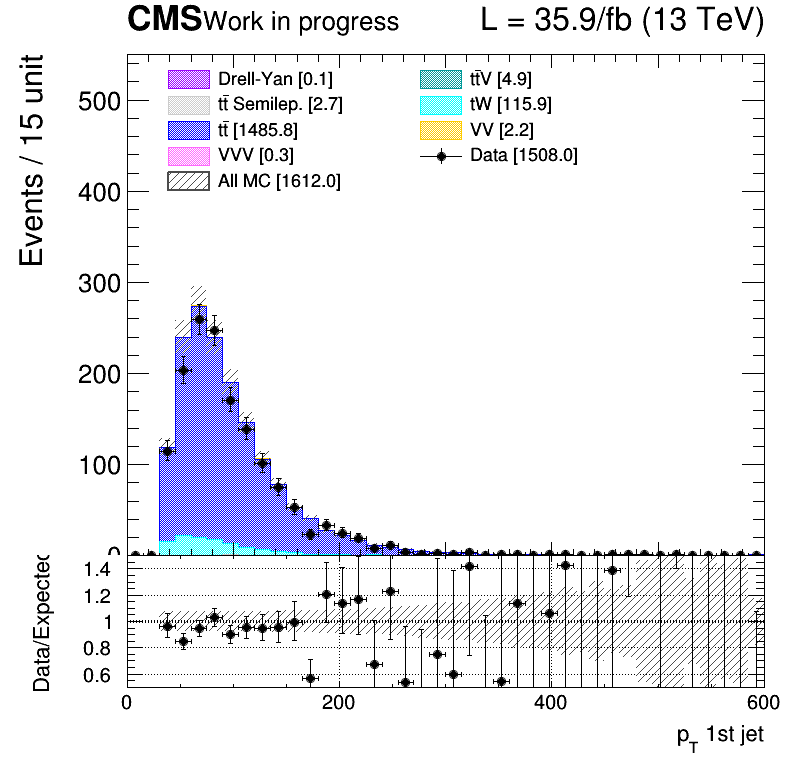 CMS Work in progress L = 35.9/fb (13 TeV)
Events / 15 unit
Drell-Yan [0.1]
tt̄ Semilep. [2.7]
tt̄ [1485.8]
VVV [0.3]
All MC [1612.0]
tt̄V [4.9]
tW [115.9]
VV [2.2]
Data [1508.0]
500
400
300
200
100
0
Data/Expected
1.4
1.2
1
0.8
0.6
0 200 400 600
p_T 1st jet